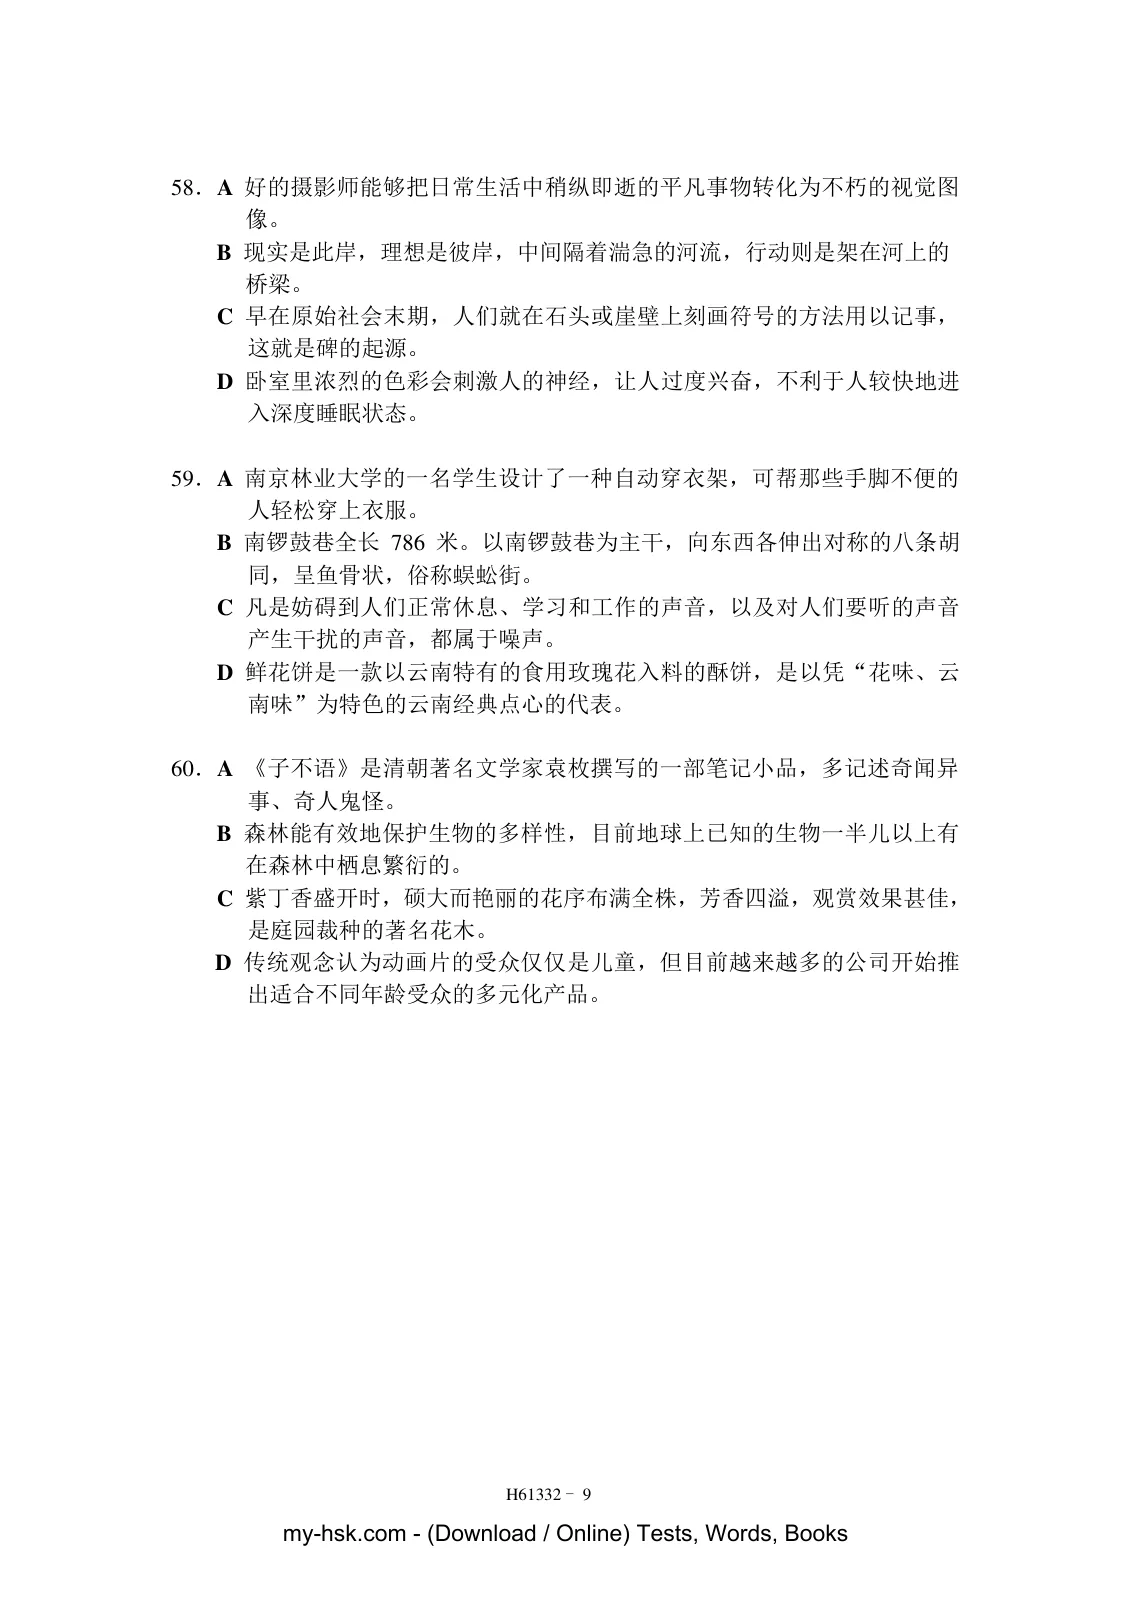 58．A 好的摄影师能够把日常生活中稍纵即逝的平凡事物转化为不朽的视觉图
像。
B 现实是此岸，理想是彼岸，中间隔着湍急的河流，行动则是架在河上的
桥梁。
C 早在原始社会末期，人们就在石头或崖壁上刻画符号的方法用以记事，
这就是碑的起源。
D 卧室里浓烈的色彩会刺激人的神经，让人过度兴奋，不利于人较快地进
入深度睡眠状态。
59．A 南京林业大学的一名学生设计了一种自动穿衣架，可帮那些手脚不便的
人轻松穿上衣服。
B 南锣鼓巷全长 786 米。以南锣鼓巷为主干，向东西各伸出对称的八条胡
同，呈鱼骨状，俗称蜈蚣街。
C 凡是妨碍到人们正常休息、学习和工作的声音，以及对人们要听的声音
产生干扰的声音，都属于噪声。
D 鲜花饼是一款以云南特有的食用玫瑰花入料的酥饼，是以凭“花味、云
南味”为特色的云南经典点心的代表。
60．A 《子不语》是清朝著名文学家袁枚撰写的一部笔记小品，多记述奇闻异
事、奇人鬼怪。
B 森林能有效地保护生物的多样性，目前地球上已知的生物一半儿以上有
在森林中栖息繁衍的。
C 紫丁香盛开时，硕大而艳丽的花序布满全株，芳香四溢，观赏效果甚佳，
是庭园栽种的著名花木。
D 传统观念认为动画片的受众仅仅是儿童，但目前越来越多的公司开始推
出适合不同年龄受众的多元化产品。
H61332－ 9
my-hsk.com - (Download / Online) Tests, Words, Books